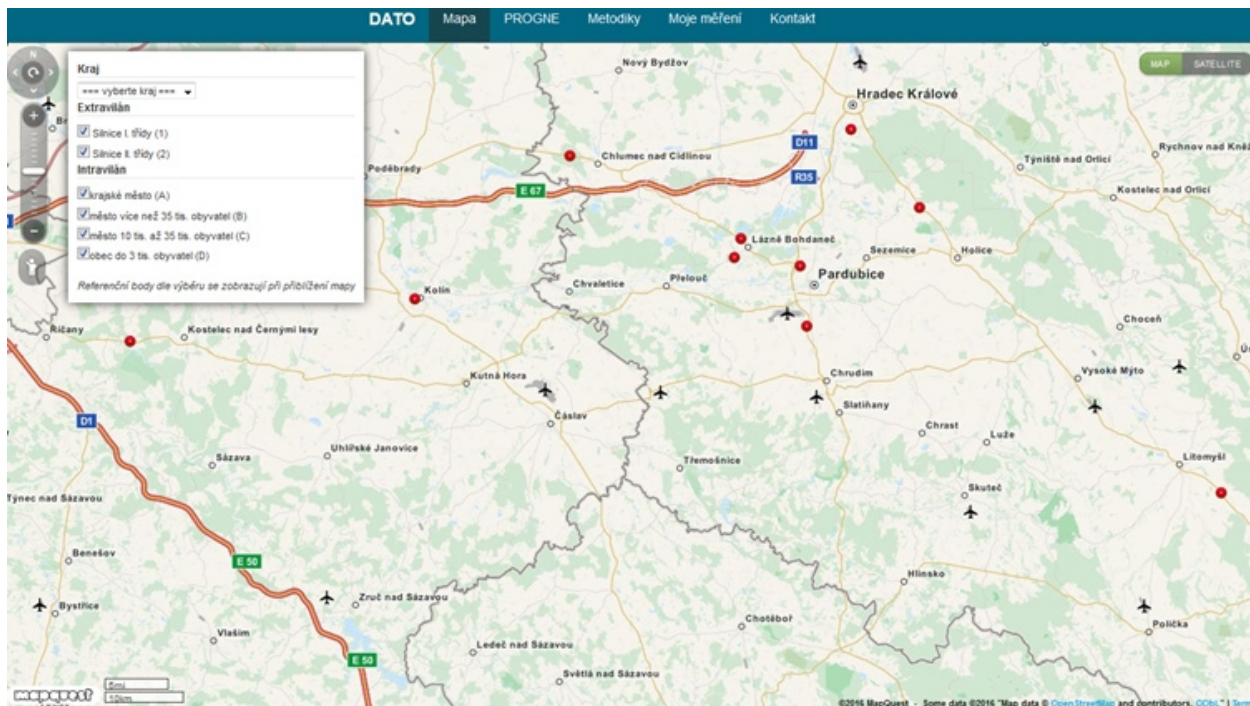 DATO Mapa PROGNE Metodiky Moje měření Kontakt
MAP SATELLITE
N
Kraj
=== vyberte kraj ===
Extravilán
Silnice I. třídy (1)
Silnice II. třídy (2)
Intravilán
krajské město (A)
město více než 35 tis. obyvatel (B)
město 10 tis. až 35 tis. obyvatel (C)
obec do 3 tis. obyvatel (D)
Referenční body dle výběru se zobrazují při přiblížení mapy
Nový Bydžov
Hradec Králové
D11
Rychnov nad Kně
Chlumec nad Cidlinou
Týniště nad Orlicí
Poděbrady
R35
E 67
Kostelec nad Orlicí
Lázně Bohdaneč
Sezemice
Holice
Přelouč
Pardubice
Chvaletice
Kolín
Choceň
Říčany
Kostelec nad Černými lesy
Vysoké Mýto
Kutná Hora
Chrudim
Slatiňany
Čáslav
D1
Chrast
Luže
Uhlířské Janovice
Sázava
Třemošnice
Litomyšl
Skuteč
Týnec nad Sázavou
Benešov
E 50
Hlinsko
Zruč nad Sázavou
Bystřice
Chotěboř
Polička
Vlašim
Ledeč nad Sázavou
E 50
Světlá nad Sázavou
mapquest
5mi
10km
©2016 MapQuest - Some data ©2016 "Map data © OpenStreetMap and contributors, ODbL" | Terms